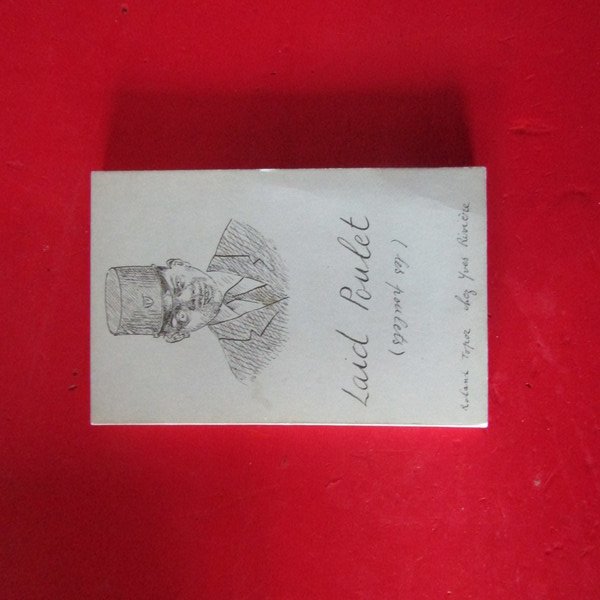 Laid Poulet
(les poulets)
Roland Topor chez Yves Rivière